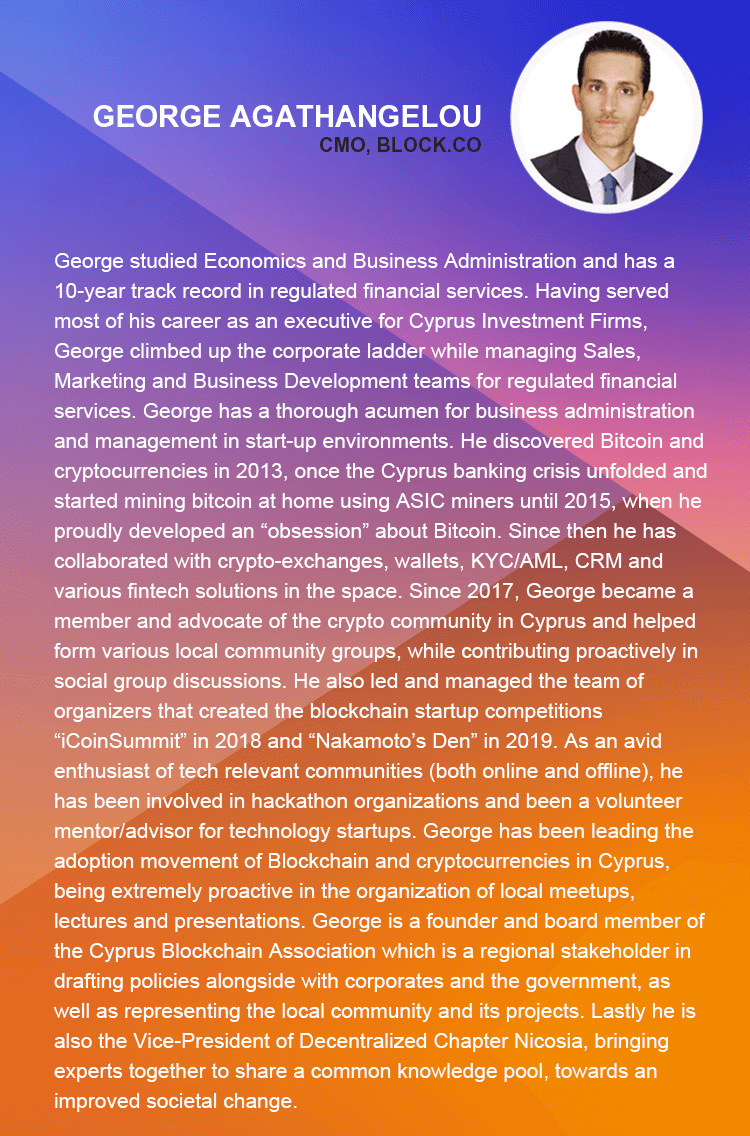 GEORGE AGATHANGELOU
CMO, BLOCK.CO
George studied Economics and Business Administration and has a
10-year track record in regulated financial services. Having served
most of his career as an executive for Cyprus Investment Firms,
George climbed up the corporate ladder while managing Sales,
Marketing and Business Development teams for regulated financial
services. George has a thorough acumen for business administration
and management in start-up environments. He discovered Bitcoin and
cryptocurrencies in 2013, once the Cyprus banking crisis unfolded and
started mining bitcoin at home using ASIC miners until 2015, when he
proudly developed an “obsession” about Bitcoin. Since then he has
collaborated with crypto-exchanges, wallets, KYC/AML, CRM and
various fintech solutions in the space. Since 2017, George became a
member and advocate of the crypto community in Cyprus and helped
form various local community groups, while contributing proactively in
social group discussions. He also led and managed the team of
organizers that created the blockchain startup competitions
“iCoinSummit” in 2018 and “Nakamoto’s Den” in 2019. As an avid
enthusiast of tech relevant communities (both online and offline), he
has been involved in hackathon organizations and been a volunteer
mentor/advisor for technology startups. George has been leading the
adoption movement of Blockchain and cryptocurrencies in Cyprus,
being extremely proactive in the organization of local meetups,
lectures and presentations. George is a founder and board member of
the Cyprus Blockchain Association which is a regional stakeholder in
drafting policies alongside with corporates and the government, as
well as representing the local community and its projects. Lastly he is
also the Vice-President of Decentralized Chapter Nicosia, bringing
experts together to share a common knowledge pool, towards an
improved societal change.